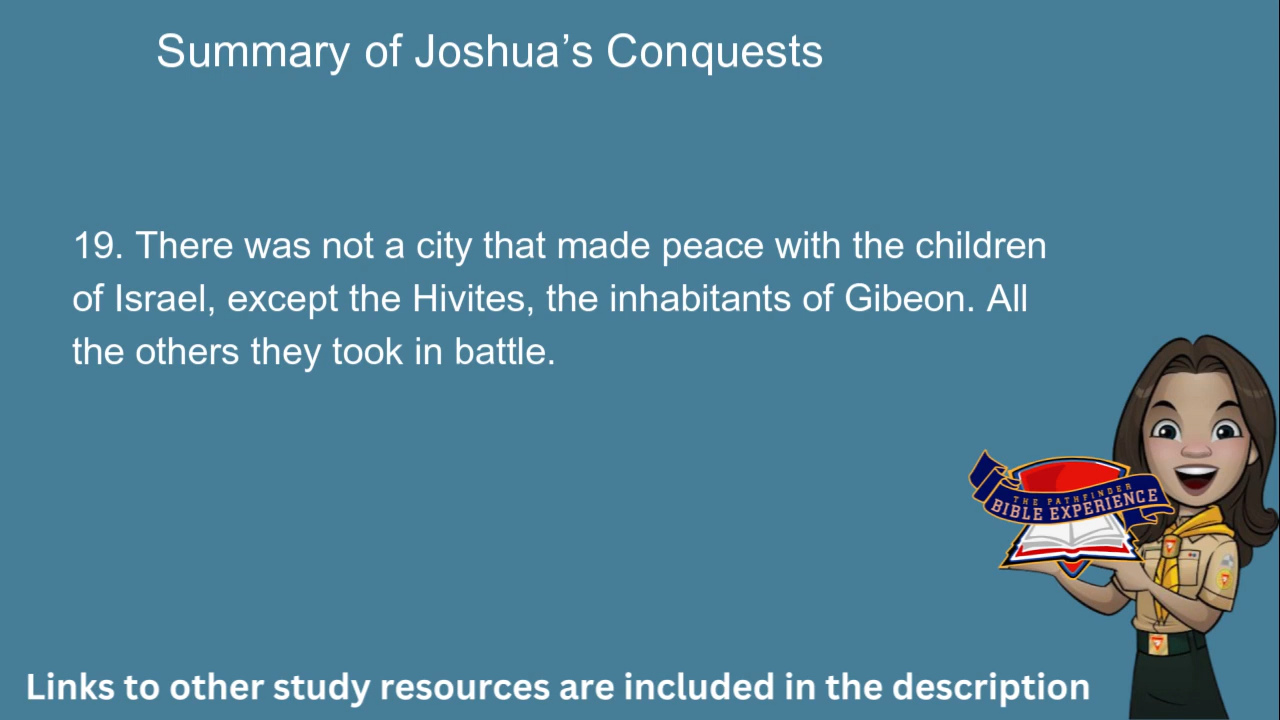 Summary of Joshua’s Conquests
19. There was not a city that made peace with the children
of Israel, except the Hivites, the inhabitants of Gibeon. All
the others they took in battle.
THE PATHFINDER
BIBLE EXPERIENCE
Links to other study resources are included in the description